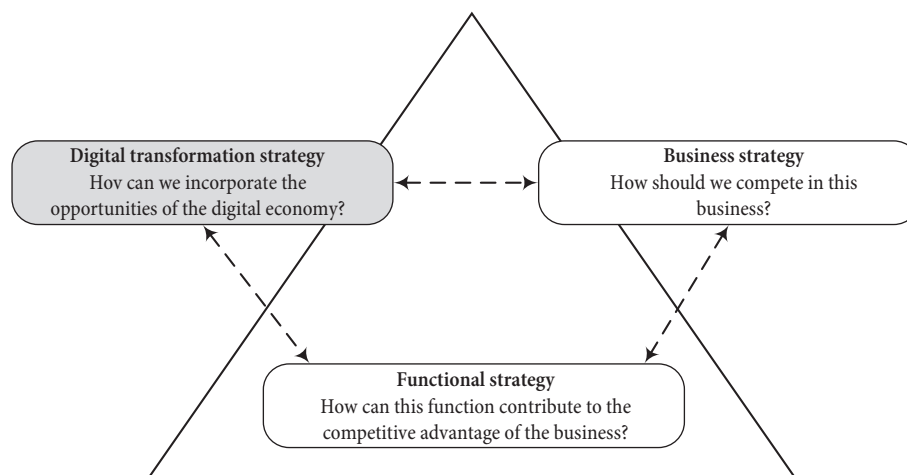 Digital transformation strategy
Hov can we incorporate the
opportunities of the digital economy?
Business strategy
How should we compete in this
business?
Functional strategy
How can this function contribute to the
competitive advantage of the business?